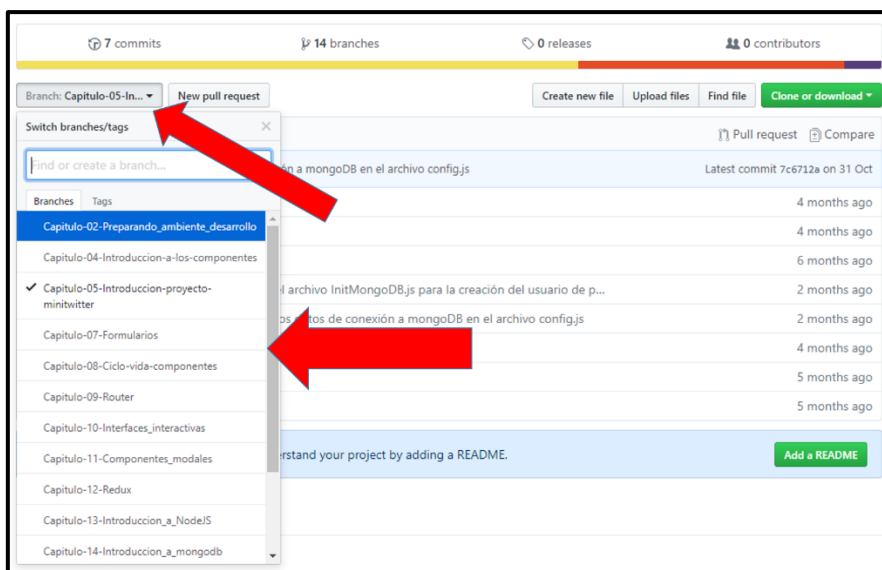 7 commits
14 branches
0 releases
0 contributors
Branch: Capitulo-05-In...
New pull request
Create new file
Upload files
Find file
Clone or download
Switch branches/tags
Pull request
Compare
Find or create a branch...
ón a mongoDB en el archivo config.js
Latest commit 7c6712a on 31 Oct
Branches
Tags
4 months ago
Capitulo-02-Preparando_ambiente_desarrollo
4 months ago
Capitulo-04-Introduccion-a-los-componentes
6 months ago
Capitulo-05-Introduccion-proyecto-
minitwitter
l archivo InitMongoDB.js para la creación del usuario de p...
2 months ago
os datos de conexión a mongoDB en el archivo config.js
2 months ago
Capitulo-07-Formularios
4 months ago
Capitulo-08-Ciclo-vida-componentes
5 months ago
Capitulo-09-Router
5 months ago
Capitulo-10-Interfaces_interactivas
Capitulo-11-Componentes_modales
erstand your project by adding a README.
Add a README
Capitulo-12-Redux
Capitulo-13-Introduccion_a_NodeJS
Capitulo-14-Introduccion_a_mongodb